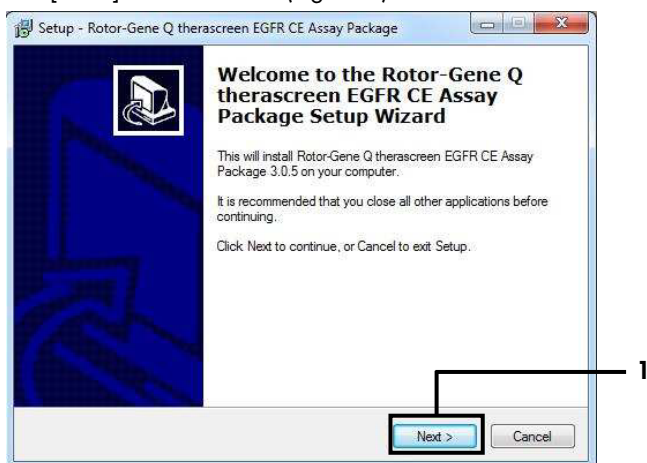 Setup - Rotor-Gene Q therascreen EGFR CE Assay Package
Welcome to the Rotor-Gene Q
therascreen EGFR CE Assay
Package Setup Wizard
This will install Rotor-Gene Q therascreen EGFR CE Assay
Package 3.0.5 on your computer.
It is recommended that you close all other applications before
continuing.
Click Next to continue, or Cancel to exit Setup.
1
Next >
Cancel